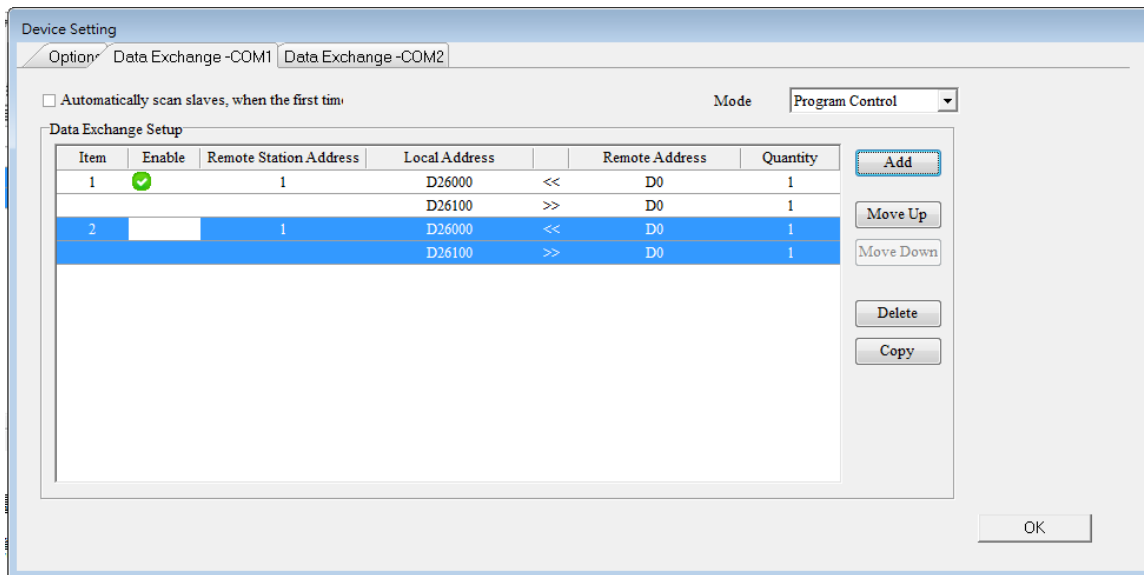 Device Setting
Option Data Exchange -COM1 Data Exchange -COM2
Automatically scan slaves, when the first time
Mode Program Control
Data Exchange Setup
Item Enable Remote Station Address Local Address Remote Address Quantity
1 1 D26000 << D0 1
D26100 >> D0 1
2 1 D26000 << D0 1
D26100 >> D0 1
Add
Move Up
Move Down
Delete
Copy
OK